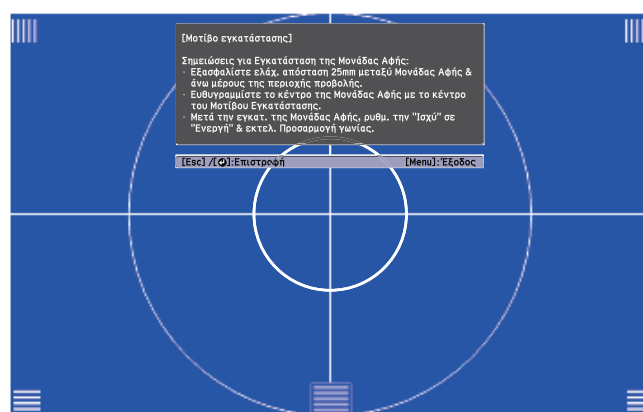 [Μοτίβο εγκατάστασης]
Σημειώσεις για Εγκατάσταση της Μονάδας Αφής:
· Εξασφαλίστε ελάχ. απόσταση 25mm μεταξύ Μονάδας Αφής &
άνω μέρους της περιοχής προβολής.
· Ευθυγραμμίστε το κέντρο της Μονάδας Αφής με το κέντρο
του Μοτίβου Εγκατάστασης.
· Μετά την εγκατ. της Μονάδας Αφής, ρυθμ. την "Ισχύ" σε
"Ενεργή" & εκτελ. Προσαρμογή γωνίας.
[Esc] /[⏎]:Επιστροφή [Menu]:Έξοδος